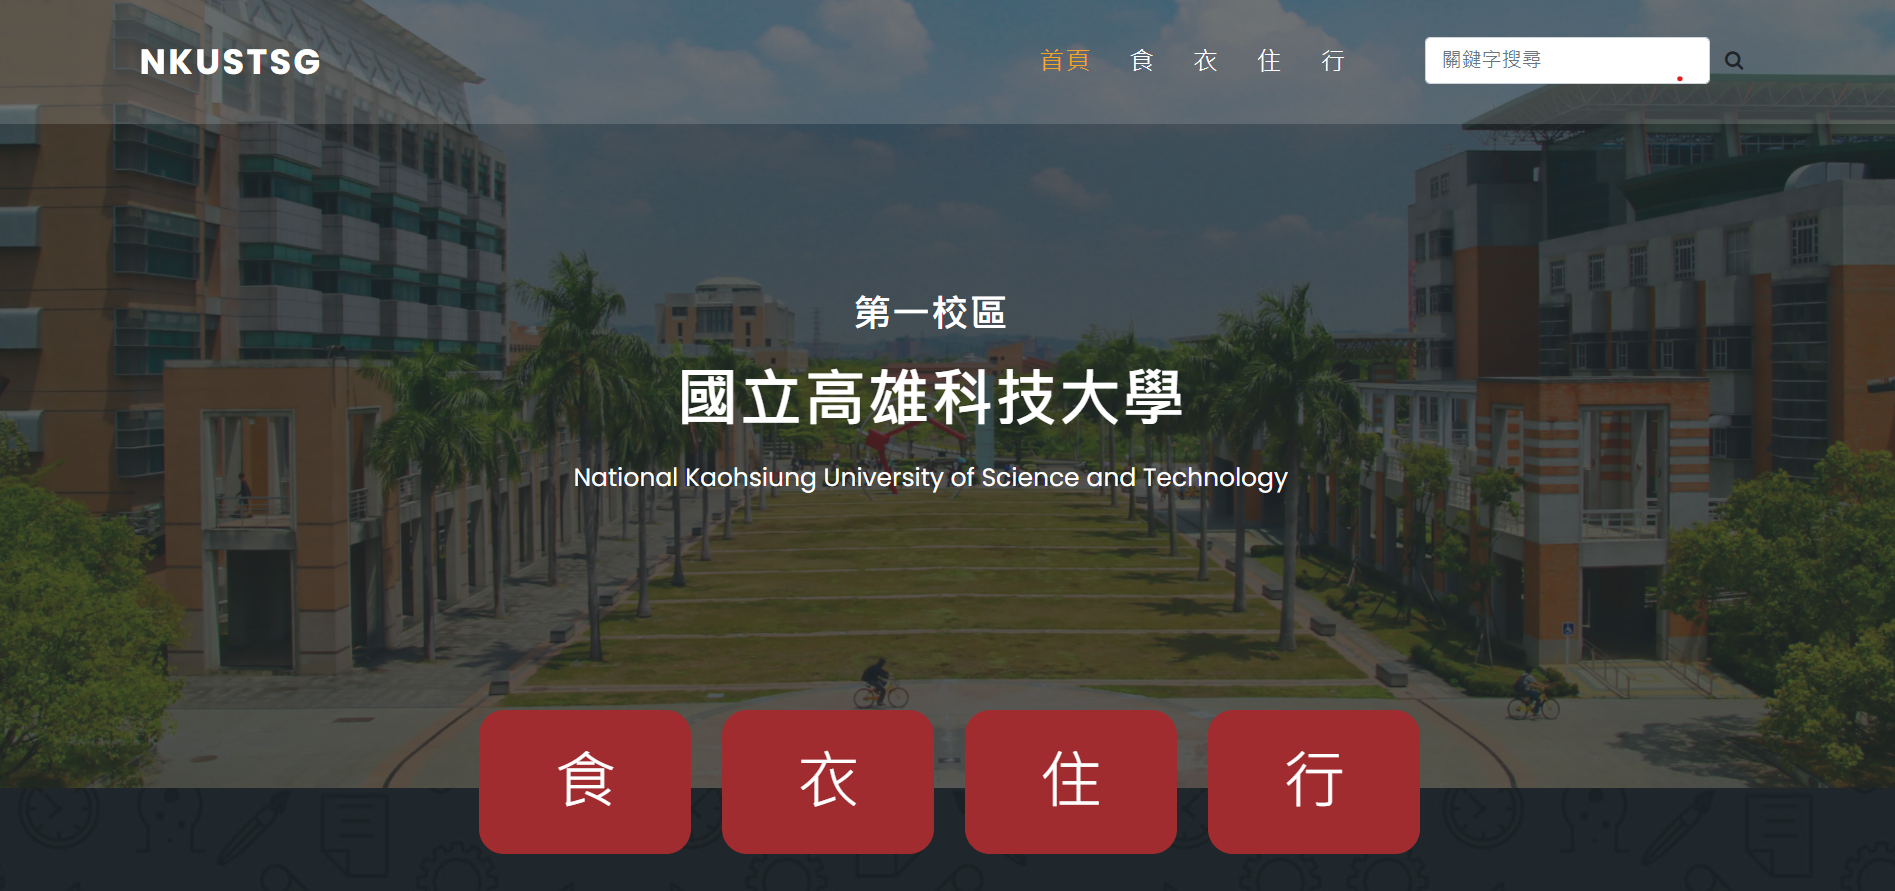 NKUSTSG
首頁 食 衣 住 行
關鍵字搜尋
第一校區
國立高雄科技大學
National Kaohsiung University of Science and Technology
食 衣 住 行